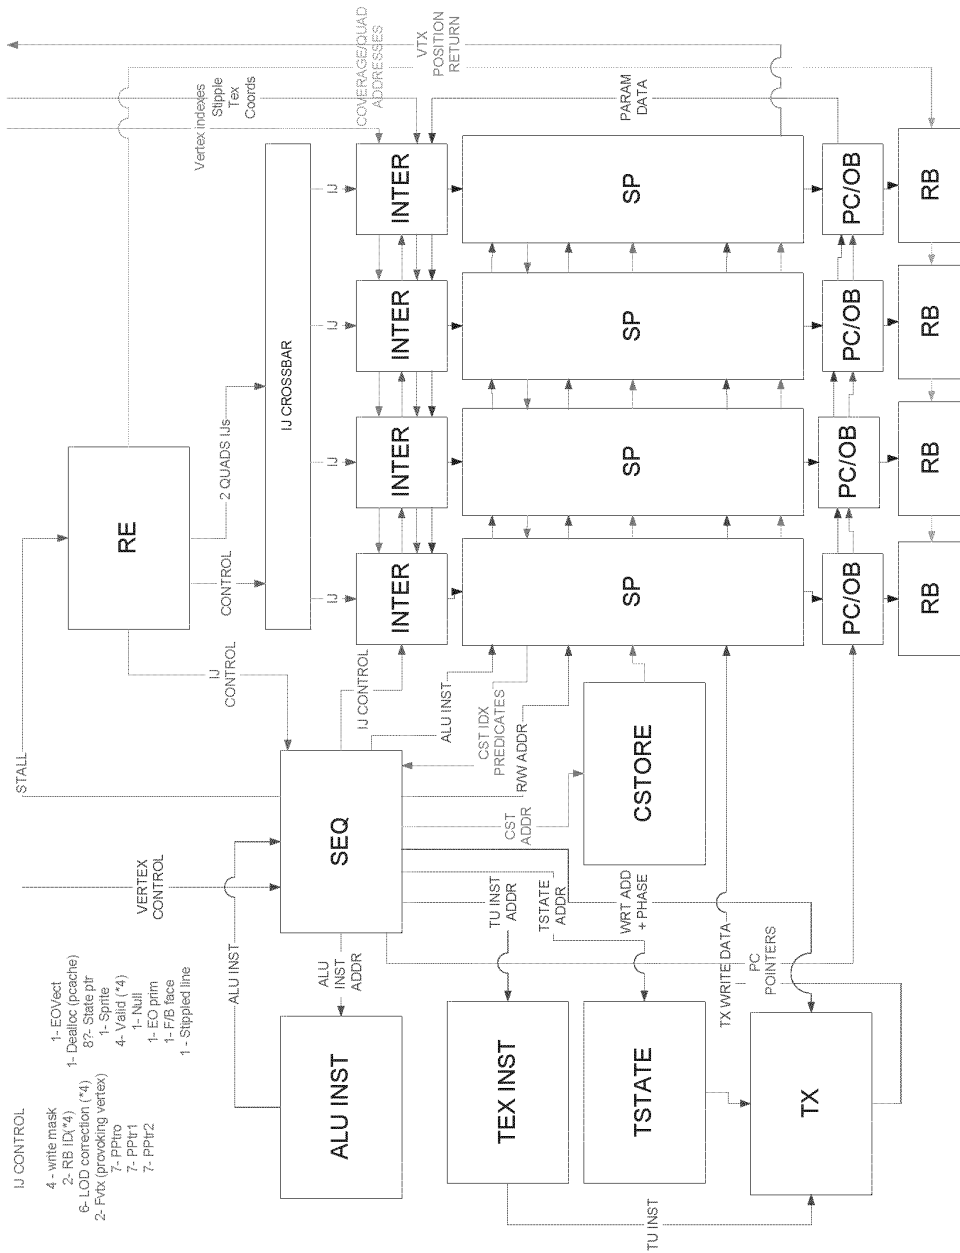 IJ CONTROL
4 - write mask
2- RB ID(*4)
6- LOD correction (*4)
2- Fvtx (provoking vertex)
7- PPtro
7- PPtr1
7- PPtr2
1- EOVect
1- Dealloc (pcache)
8?- State ptr
1- Sprite
4- Valid (*4)
1- Null
1- EO prim
1- F/B face
1 - Stippled line
STALL
VERTEX
CONTROL
ALU INST
RE
IJ
CONTROL
CONTROL
2 QUADS IJs
Vertex indexes
Stipple
Tex
Coords
COVERAGE/QUAD
ADDRESSES
VTX
POSITION
RETURN
IJ CROSSBAR
IJ
IJ
IJ
IJ
SEQ
IJ CONTROL
INTER
INTER
INTER
INTER
ALU INST
CST IDX
PREDICATES
R/W ADDR
CST
ADDR
ALU
INST
ADDR
TU INST
ADDR
TSTATE
ADDR
WRT ADD
+ PHASE
ALU INST
TEX INST
TSTATE
TX
CSTORE
SP
SP
SP
SP
PARAM
DATA
TX WRITE DATA
PC
POINTERS
TU INST
PC/OB
PC/OB
PC/OB
PC/OB
RB
RB
RB
RB